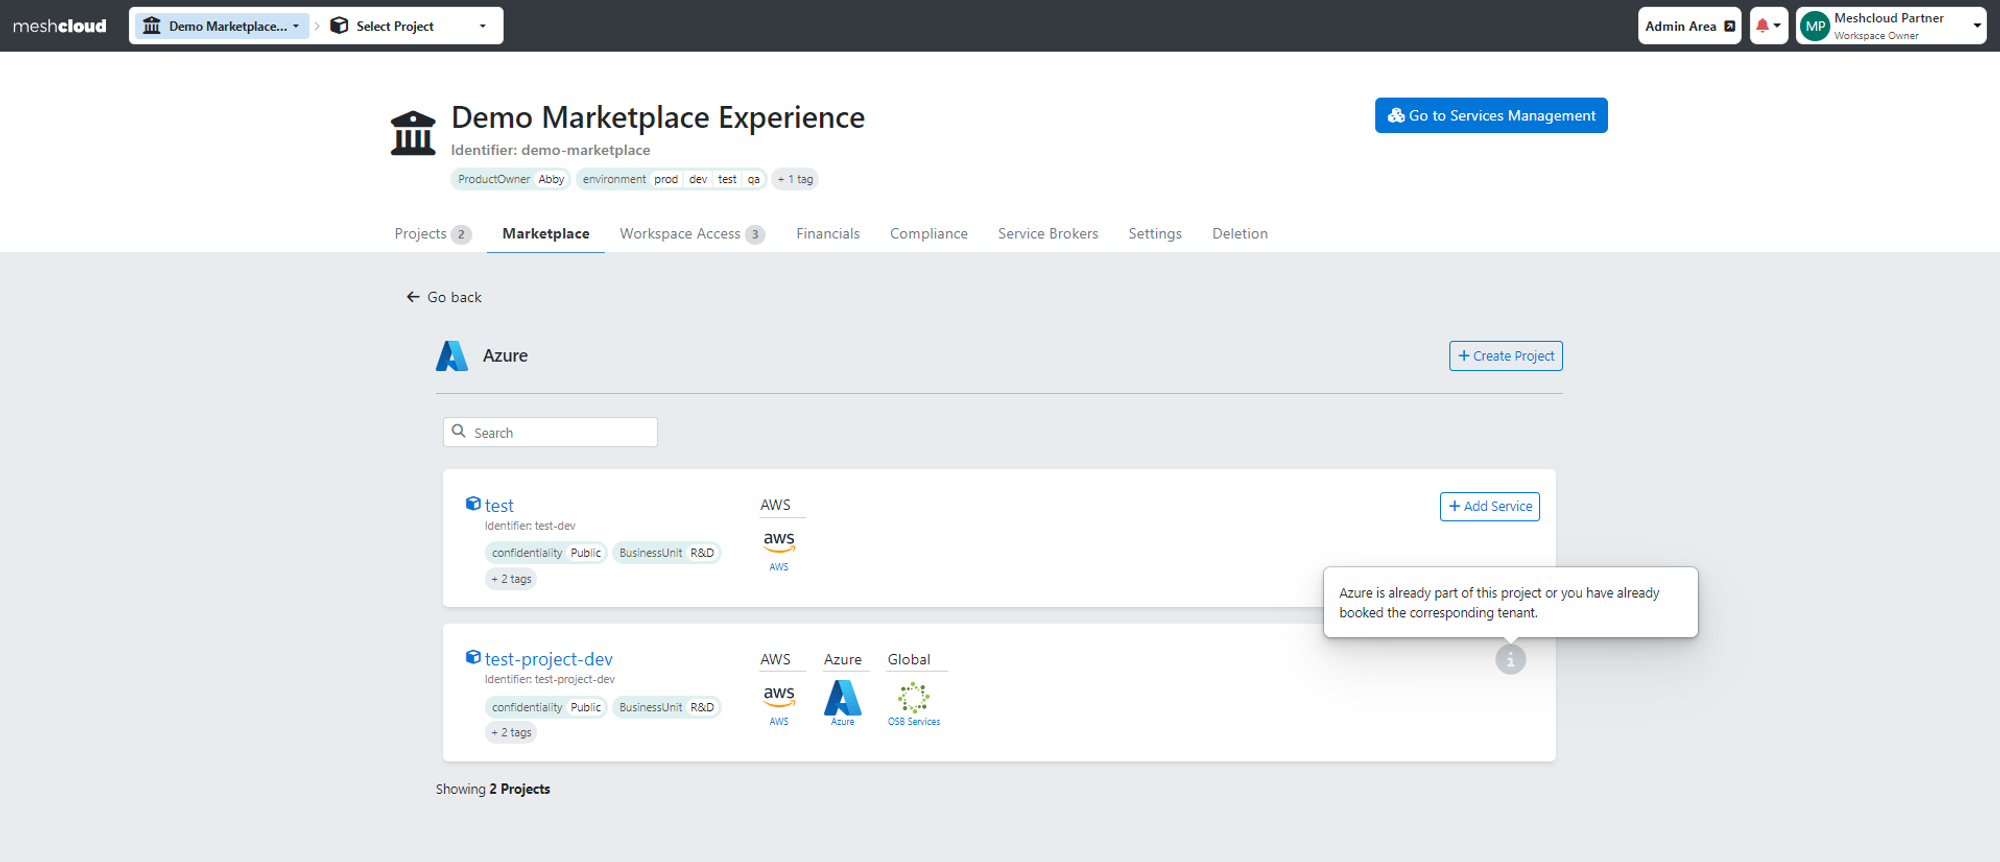 meshcloud
Demo Marketplace...
Select Project
Admin Area
MP
Meshcloud Partner
Workspace Owner
Demo Marketplace Experience
Identifier: demo-marketplace
Go to Services Management
ProductOwner Abby environment prod dev test qa + 1 tag
Projects 2 Marketplace Workspace Access 3 Financials Compliance Service Brokers Settings Deletion
Go back
Azure
+ Create Project
Search
test
Identifier: test-dev
confidentiality Public BusinessUnit R&D
+ 2 tags
AWS
aws
AWS
+ Add Service
Azure is already part of this project or you have already
booked the corresponding tenant.
i
test-project-dev
Identifier: test-project-dev
confidentiality Public BusinessUnit R&D
+ 2 tags
AWS Azure Global
aws
AWS Azure OSB Services
Showing 2 Projects